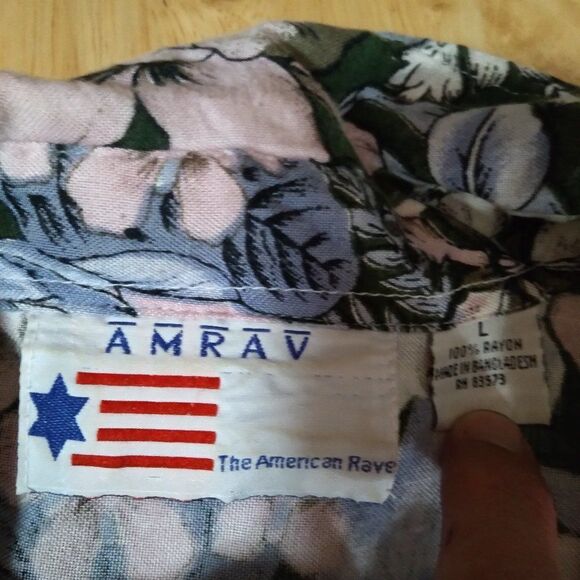 AMRAV
The American Rave
L
100% RAYON
MADE IN BANGLADESH
RN 83573